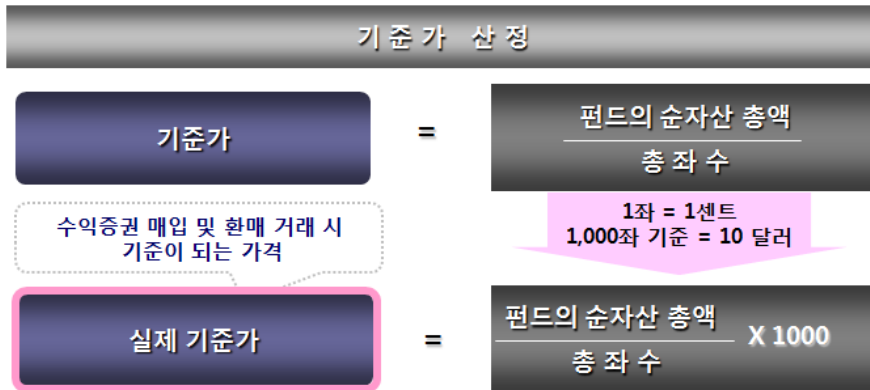 기 준 가 산 정
기준가
=
펀드의 순자산 총액
총 좌 수
수익증권 매입 및 환매 거래 시
기준이 되는 가격
1좌 = 1센트
1,000좌 기준 = 10 달러
실제 기준가
=
펀드의 순자산 총액
총 좌 수
X 1000